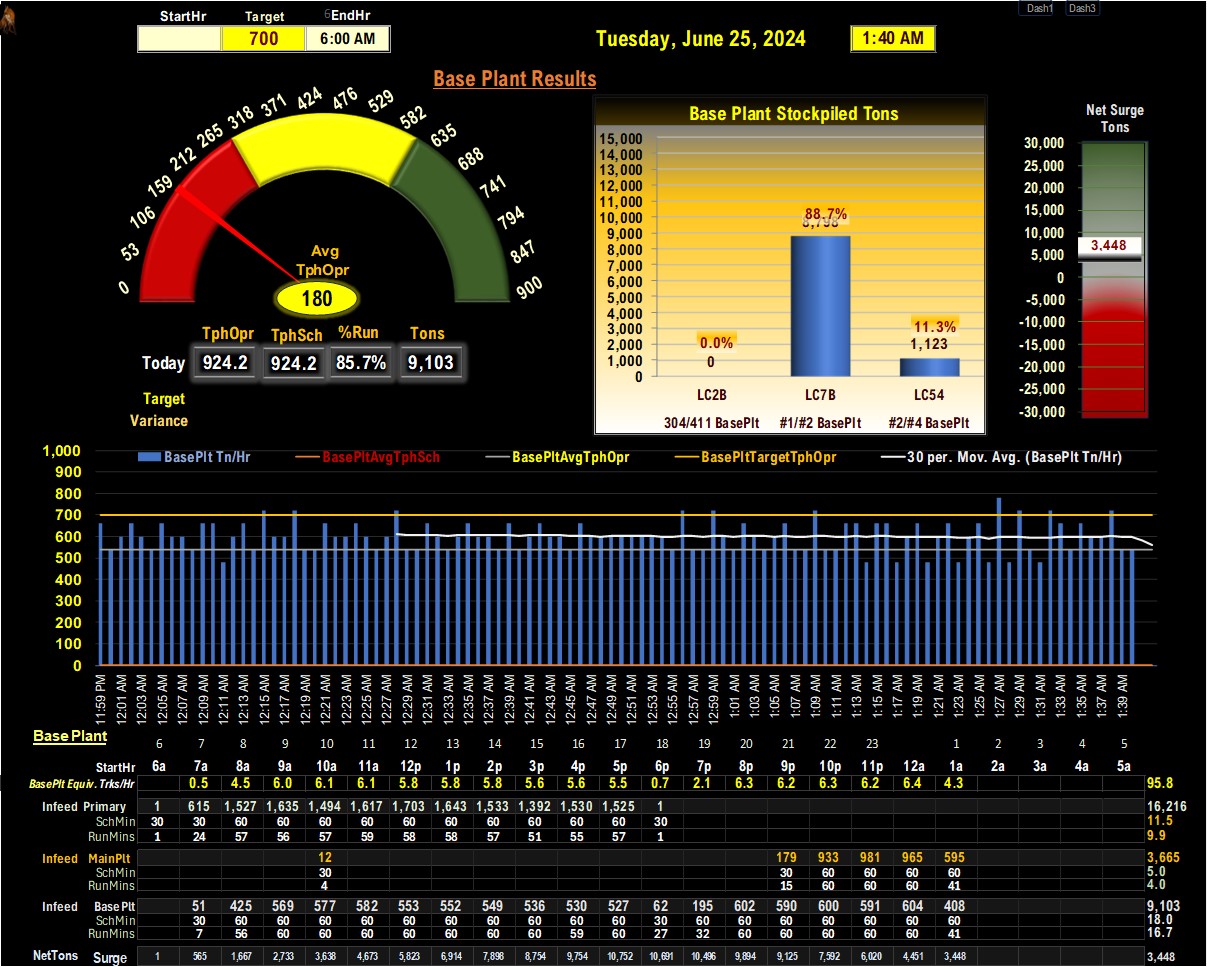 Dash1 Dash3
StartHr Target 6 EndHr
700 6:00 AM
Tuesday, June 25, 2024 1:40 AM
Base Plant Results
0 53 106 159 212 265 318 371 424 476 529 582 635 688 741 794 847 900
Avg
TphOpr
180
TphOpr TphSch %Run Tons
Today 924.2 924.2 85.7% 9,103
Target
Variance
Base Plant Stockpiled Tons
15,000
14,000
13,000
12,000
11,000
10,000
9,000
8,000
7,000
6,000
5,000
4,000
3,000
2,000
1,000
0
0.0%
0
88.7%
8,798
11.3%
1,123
LC2B LC7B LC54
304/411 BasePlt #1/#2 BasePlt #2/#4 BasePlt
Net Surge
Tons
30,000
25,000
20,000
15,000
10,000
5,000
0
-5,000
-10,000
-15,000
-20,000
-25,000
-30,000
3,448
BasePlt Tn/Hr BasePltAvgTphSch BasePltAvgTphOpr BasePltTargetTphOpr 30 per. Mov. Avg. (BasePlt Tn/Hr)
1,000
900
800
700
600
500
400
300
200
100
0
11:59 PM 12:01 AM 12:03 AM 12:05 AM 12:07 AM 12:09 AM 12:11 AM 12:13 AM 12:15 AM 12:17 AM 12:19 AM 12:21 AM 12:23 AM 12:25 AM 12:27 AM 12:29 AM 12:31 AM 12:33 AM 12:35 AM 12:37 AM 12:39 AM 12:41 AM 12:43 AM 12:45 AM 12:47 AM 12:49 AM 12:51 AM 12:53 AM 12:55 AM 12:57 AM 12:59 AM 1:01 AM 1:03 AM 1:05 AM 1:07 AM 1:09 AM 1:11 AM 1:13 AM 1:15 AM 1:17 AM 1:19 AM 1:21 AM 1:23 AM 1:25 AM 1:27 AM 1:29 AM 1:31 AM 1:33 AM 1:35 AM 1:37 AM 1:39 AM
Base Plant
6 7 8 9 10 11 12 13 14 15 16 17 18 19 20 21 22 23 1 2 3 4 5
StartHr 6a 7a 8a 9a 10a 11a 12p 1p 2p 3p 4p 5p 6p 7p 8p 9p 10p 11p 12a 1a 2a 3a 4a 5a
BasePlt Equiv. Trks/Hr 0.5 4.5 6.0 6.1 6.1 5.8 5.8 5.8 5.6 5.6 5.5 0.7 2.1 6.3 6.2 6.3 6.2 6.4 4.3 95.8
Infeed Primary 1 615 1,527 1,635 1,494 1,617 1,703 1,643 1,533 1,392 1,530 1,525 1 16,216
SchMin 30 30 60 60 60 60 60 60 60 60 60 60 30 11.5
RunMins 1 24 57 56 57 59 58 58 57 51 55 57 1 9.9
Infeed MainPlt 12 179 933 981 965 595 3,665
SchMin 30 30 60 60 60 60 5.0
RunMins 4 15 60 60 60 41 4.0
Infeed BasePlt 51 425 569 577 582 553 552 549 536 530 527 62 195 602 590 600 591 604 408 9,103
SchMin 30 60 60 60 60 60 60 60 60 60 60 30 60 60 60 60 60 60 60 18.0
RunMins 7 56 60 60 60 60 60 60 60 59 60 27 32 60 60 60 60 60 41 16.7
NetTons Surge 1 565 1,667 2,733 3,638 4,673 5,823 6,914 7,898 8,754 9,754 10,752 10,691 10,496 9,894 9,125 7,592 6,020 4,451 3,448 3,448